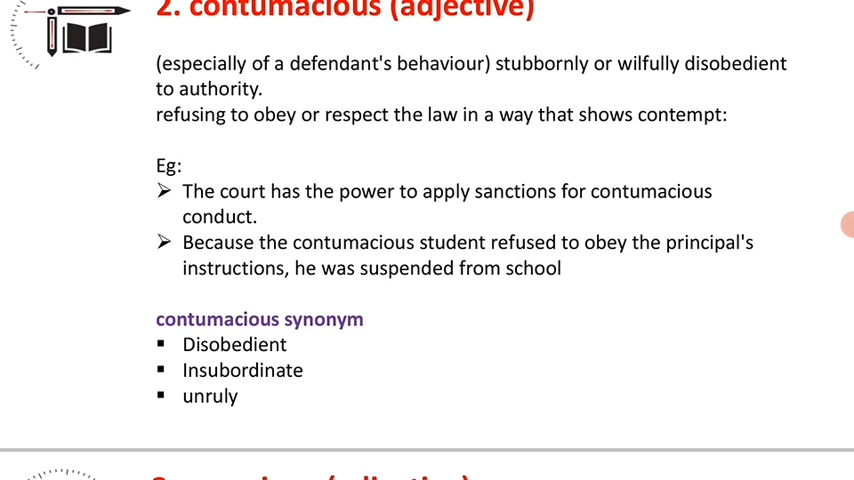 2. contumacious (adjective)
(especially of a defendant's behaviour) stubbornly or wilfully disobedient
to authority.
refusing to obey or respect the law in a way that shows contempt:
Eg:
➢ The court has the power to apply sanctions for contumacious
conduct.
➢ Because the contumacious student refused to obey the principal's
instructions, he was suspended from school
contumacious synonym
▪ Disobedient
▪ Insubordinate
▪ unruly